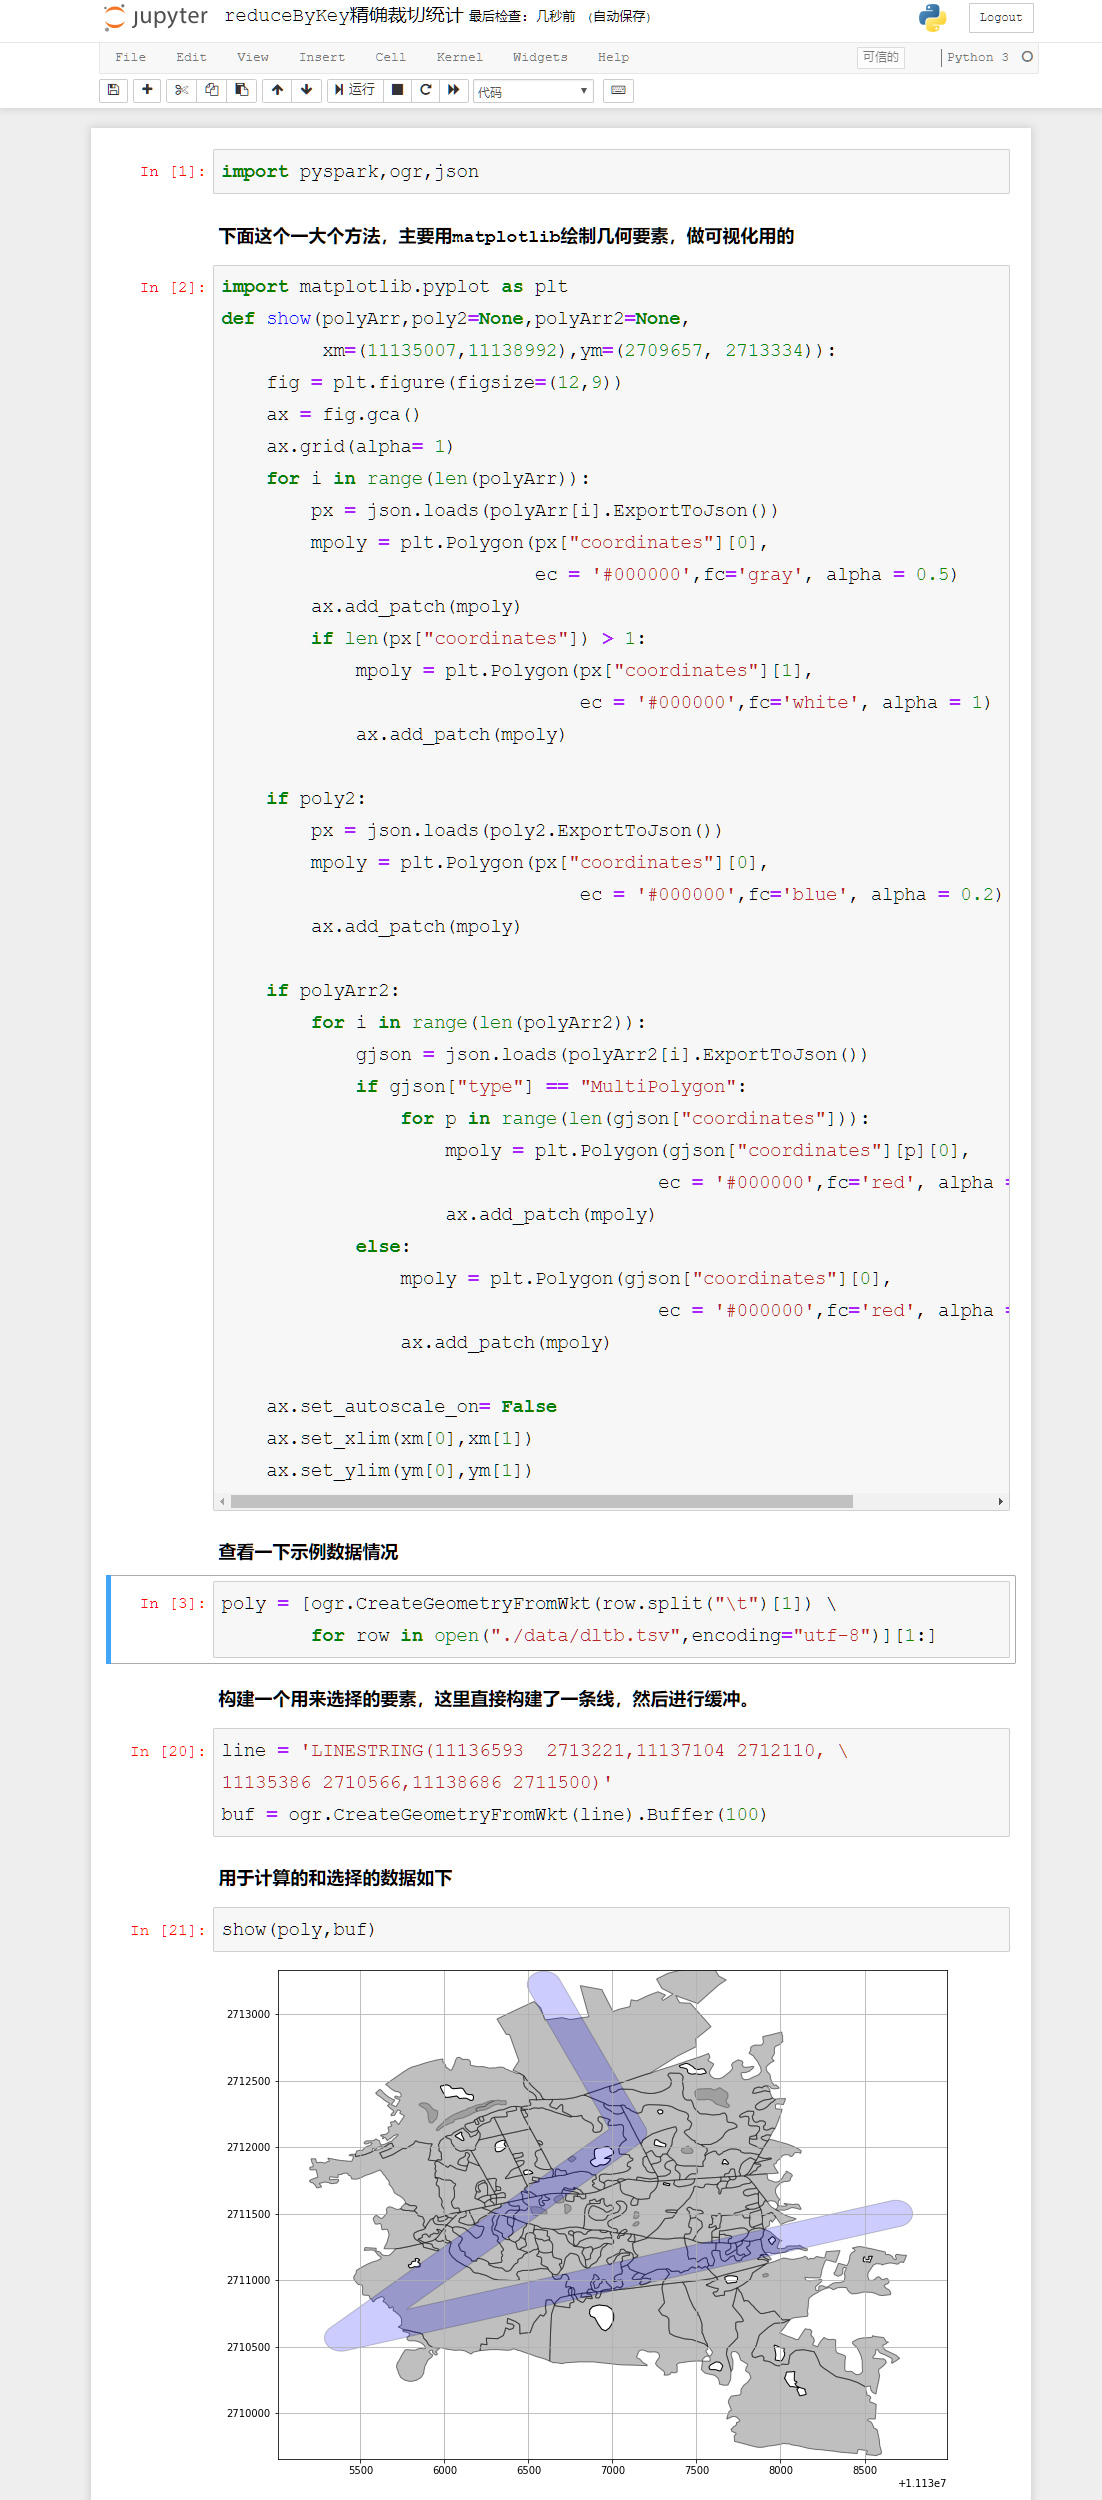 jupyter reduceByKey精确裁切统计 最后检查: 几秒前 (自动保存) Logout
File Edit View Insert Cell Kernel Widgets Help 可信的 Python 3
运行 代码
In [1]: import pyspark,ogr,json
下面这个一大个方法，主要用matplotlib绘制几何要素，做可视化用的
In [2]: import matplotlib.pyplot as plt
def show(polyArr,poly2=None,polyArr2=None,
xm=(11135007,11138992),ym=(2709657, 2713334)):
fig = plt.figure(figsize=(12,9))
ax = fig.gca()
ax.grid(alpha= 1)
for i in range(len(polyArr)):
px = json.loads(polyArr[i].ExportToJson())
mpoly = plt.Polygon(px["coordinates"][0],
ec = '#000000',fc='gray', alpha = 0.5)
ax.add_patch(mpoly)
if len(px["coordinates"]) > 1:
mpoly = plt.Polygon(px["coordinates"][1],
ec = '#000000',fc='white', alpha = 1)
ax.add_patch(mpoly)
if poly2:
px = json.loads(poly2.ExportToJson())
mpoly = plt.Polygon(px["coordinates"][0],
ec = '#000000',fc='blue', alpha = 0.2)
ax.add_patch(mpoly)
if polyArr2:
for i in range(len(polyArr2)):
gjson = json.loads(polyArr2[i].ExportToJson())
if gjson["type"] == "MultiPolygon":
for p in range(len(gjson["coordinates"])):
mpoly = plt.Polygon(gjson["coordinates"][p][0],
ec = '#000000',fc='red', alpha =
ax.add_patch(mpoly)
else:
mpoly = plt.Polygon(gjson["coordinates"][0],
ec = '#000000',fc='red', alpha =
ax.add_patch(mpoly)
ax.set_autoscale_on= False
ax.set_xlim(xm[0],xm[1])
ax.set_ylim(ym[0],ym[1])
查看一下示例数据情况
In [3]: poly = [ogr.CreateGeometryFromWkt(row.split("\t")[1]) \
for row in open("./data/dltb.tsv",encoding="utf-8")][1:]
构建一个用来选择的要素，这里直接构建了一条线，然后进行缓冲。
In [20]: line = 'LINESTRING(11136593  2713221,11137104 2712110, \
11135386 2710566,11138686 2711500)'
buf = ogr.CreateGeometryFromWkt(line).Buffer(100)
用于计算的和选择的数据如下
In [21]: show(poly,buf)
2713000
2712500
2712000
2711500
2711000
2710500
2710000
5500 6000 6500 7000 7500 8000 8500
+1.113e7